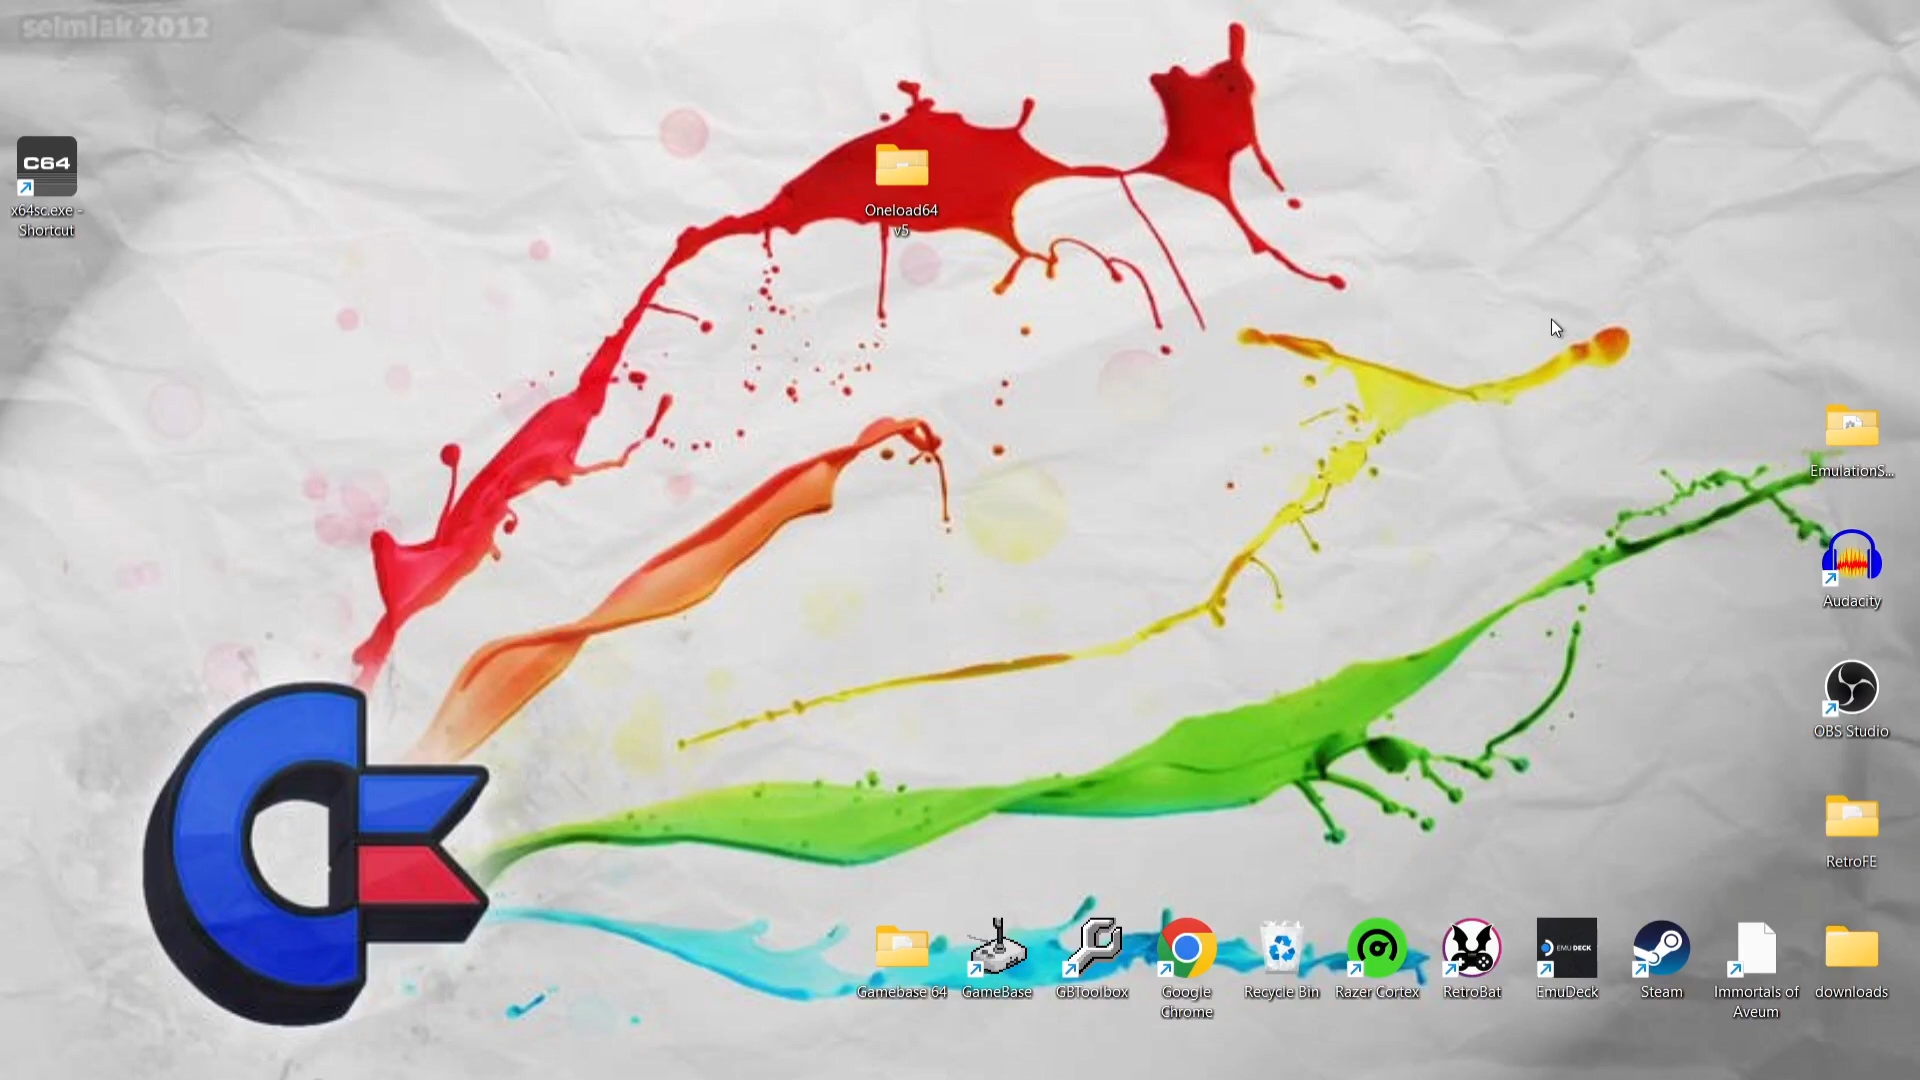 selmiak 2012
C64
x64sc.exe -
Shortcut
Oneload64
v5
EmulationS...
Audacity
OBS Studio
RetroFE
EMU DECK
Gamebase 64
GameBase
GBToolbox
Google
Chrome
Recycle Bin
Razer Cortex
RetroBat
EmuDeck
Steam
Immortals of
Aveum
downloads